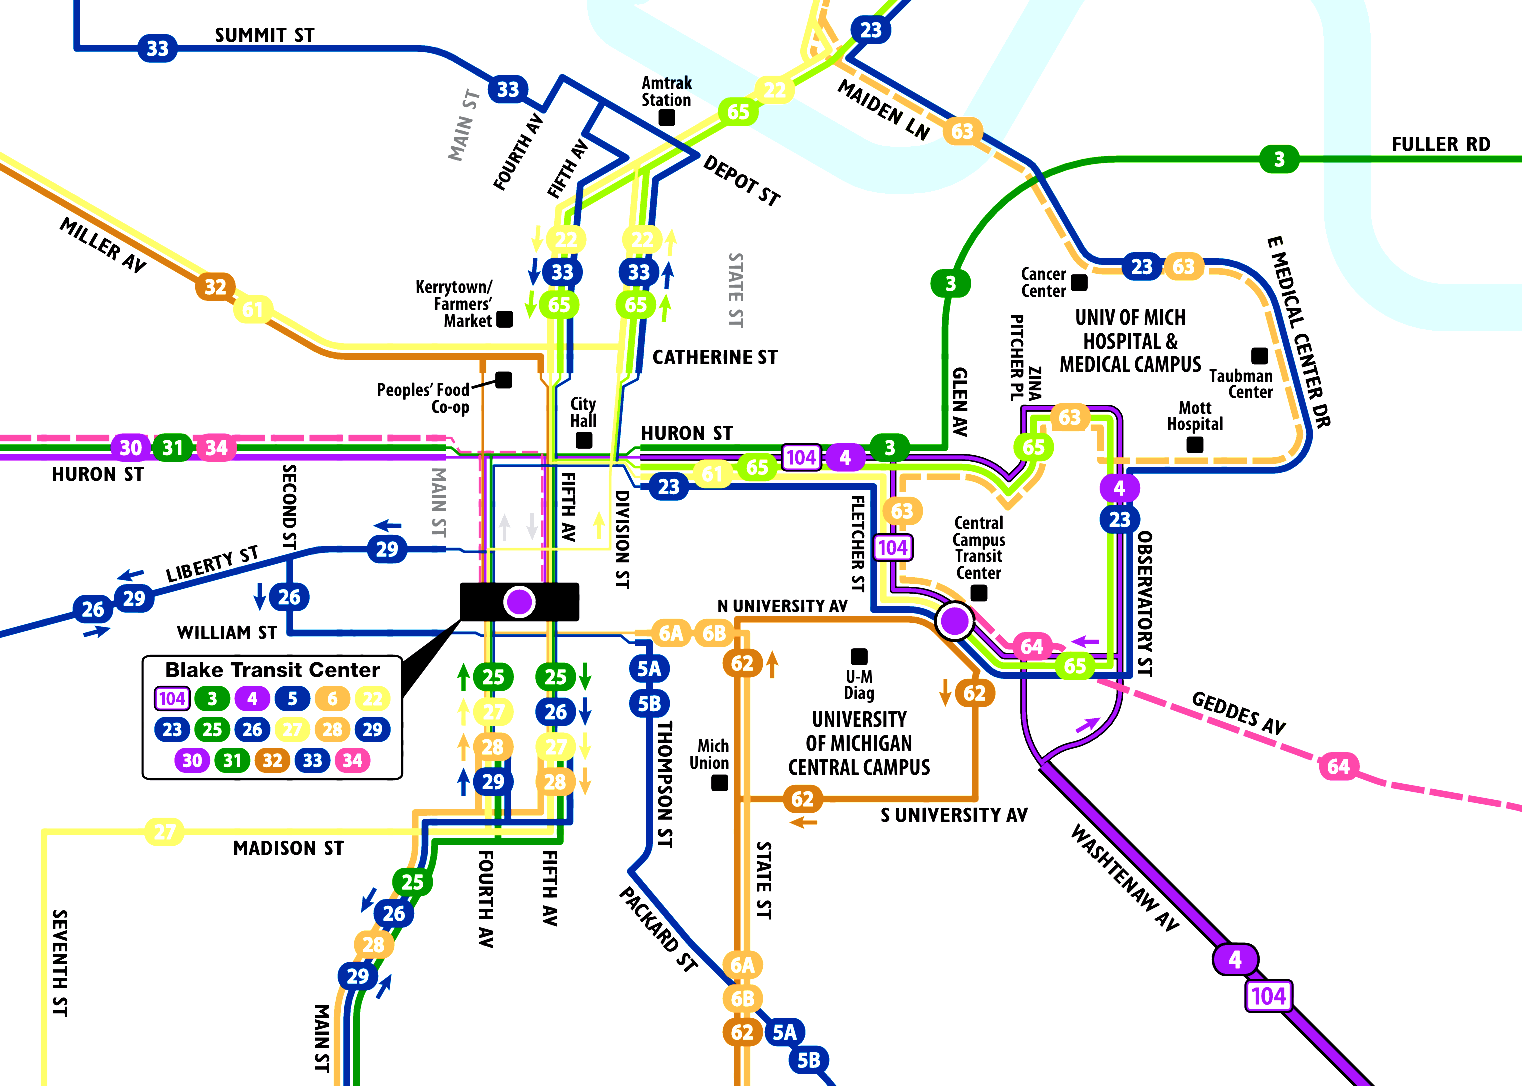 SUMMIT ST
33
33
23
MAIN ST
FOURTH AV
FIFTH AV
Amtrak
Station
22
65
MAIDEN LN
63
FULLER RD
3
DEPOT ST
MILLER AV
32
61
22
33
65
22
33
65
STATE ST
Kerrytown/
Farmers'
Market
CATHERINE ST
Peoples' Food
Co-op
City
Hall
3
Cancer
Center
23
63
E MEDICAL CENTER DR
UNIV OF MICH
HOSPITAL &
MEDICAL CAMPUS
PITCHER PL
ZINA
Taubman
Center
Mott
Hospital
GLEN AV
63
65
30
31
34
HURON ST
HURON ST
104
4
3
61
65
23
4
23
SECOND ST
MAIN ST
FIFTH AV
DIVISION ST
FLETCHER ST
63
104
Central
Campus
Transit
Center
OBSERVATORY ST
LIBERTY ST
29
29
26
26
WILLIAM ST
N UNIVERSITY AV
6A
6B
62
64
65
62
Blake Transit Center
104
3
4
5
6
22
23
25
26
27
28
29
30
31
32
33
34
25
27
28
29
25
26
27
28
5A
5B
THOMPSON ST
U-M
Diag
UNIVERSITY
OF MICHIGAN
CENTRAL CAMPUS
Mich
Union
62
S UNIVERSITY AV
GEDDES AV
64
WASHTENAW AV
4
104
27
MADISON ST
FOURTH AV
FIFTH AV
STATE ST
PACKARD ST
25
26
28
29
SEVENTH ST
MAIN ST
6A
6B
62
5A
5B